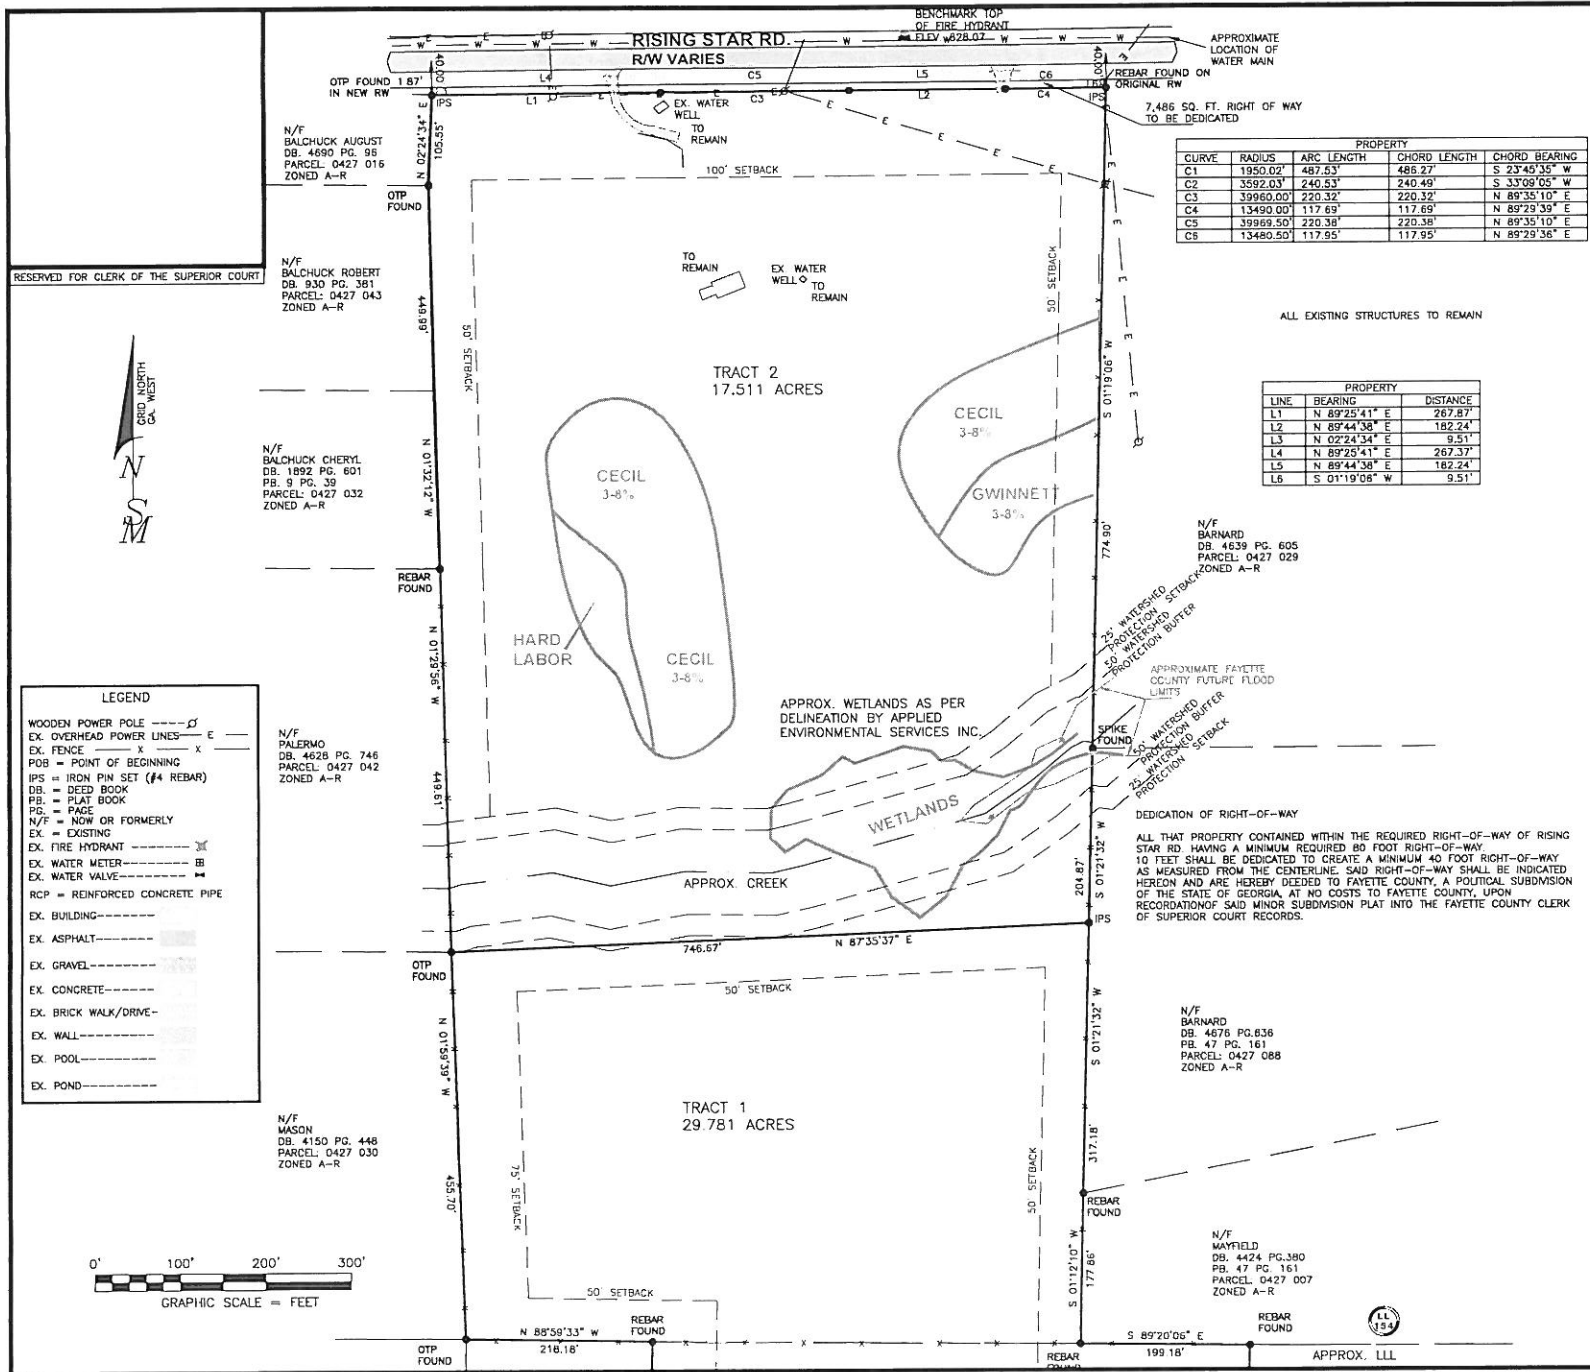 BENCHMARK TOP
OF FIRE HYDRANT
ELEV=828.07
RISING STAR RD.
R/W VARIES
APPROXIMATE
LOCATION OF
WATER MAIN
OTP FOUND 1.87'
IN NEW RW
40.00'
IPS
L4
C5
L5
C6
L1
C3
L2
C4
L6
40.00'
IPS
REBAR FOUND ON
ORIGINAL RW
EX. WATER
WELL
TO
REMAIN
7,486 SQ. FT. RIGHT OF WAY
TO BE DEDICATED
N/F
BALCHUCK AUGUST
DB. 4690 PG. 96
PARCEL: 0427 016
ZONED A-R
N 02°24'34" E
105.55'
OTP
FOUND
100' SETBACK
PROPERTY
CURVE RADIUS ARC LENGTH CHORD LENGTH CHORD BEARING
C1 1950.02' 487.53' 486.27' S 23°45'35" W
C2 3592.03' 240.53' 240.49' S 33°09'05" W
C3 39960.00' 220.32' 220.32' N 89°35'10" E
C4 13490.00' 117.69' 117.69' N 89°29'39" E
C5 39969.50' 220.38' 220.38' N 89°35'10" E
C6 13480.50' 117.95' 117.95' N 89°29'36" E
RESERVED FOR CLERK OF THE SUPERIOR COURT
N/F
BALCHUCK ROBERT
DB. 930 PG. 381
PARCEL: 0427 043
ZONED A-R
449.99'
50' SETBACK
TO
REMAIN
EX WATER
WELL
TO
REMAIN
50' SETBACK
ALL EXISTING STRUCTURES TO REMAIN
GRID NORTH
GA. WEST
N
S
M
TRACT 2
17.511 ACRES
S 01°19'06" W
774.90'
PROPERTY
LINE BEARING DISTANCE
L1 N 89°25'41" E 267.87'
L2 N 89°44'38" E 182.24'
L3 N 02°24'34" E 9.51'
L4 N 89°25'41" E 267.37'
L5 N 89°44'38" E 182.24'
L6 S 01°19'06" W 9.51'
N/F
BALCHUCK CHERYL
DB. 1892 PG. 601
PB. 9 PG. 39
PARCEL: 0427 032
ZONED A-R
N 01°32'12" W
CECIL
3-8%
CECIL
3-8%
GWINNETT
3-8%
N/F
BARNARD
DB. 4639 PG. 605
PARCEL: 0427 029
ZONED A-R
REBAR
FOUND
N 01°29'56" W
449.61'
HARD
LABOR
CECIL
3-8%
25' WATERSHED
PROTECTION SETBACK
50' WATERSHED
PROTECTION BUFFER
APPROXIMATE FAYETTE
COUNTY FUTURE FLOOD
LIMITS
APPROX. WETLANDS AS PER
DELINEATION BY APPLIED
ENVIRONMENTAL SERVICES INC.
SPIKE
FOUND
50' WATERSHED
PROTECTION BUFFER
25' WATERSHED
PROTECTION SETBACK
LEGEND
WOODEN POWER POLE
EX. OVERHEAD POWER LINES E
EX. FENCE X X
POB = POINT OF BEGINNING
IPS = IRON PIN SET (#4 REBAR)
DB. = DEED BOOK
PB. = PLAT BOOK
PG. = PAGE
N/F = NOW OR FORMERLY
EX. = EXISTING
EX. FIRE HYDRANT
EX. WATER METER
EX. WATER VALVE
RCP = REINFORCED CONCRETE PIPE
EX. BUILDING
EX. ASPHALT
EX. GRAVEL
EX. CONCRETE
EX. BRICK WALK/DRIVE
EX. WALL
EX. POOL
EX. POND
N/F
PALERMO
DB. 4628 PG. 746
PARCEL: 0427 042
ZONED A-R
WETLANDS
APPROX. CREEK
S 01°21'32" W
204.87'
DEDICATION OF RIGHT-OF-WAY
ALL THAT PROPERTY CONTAINED WITHIN THE REQUIRED RIGHT-OF-WAY OF RISING
STAR RD. HAVING A MINIMUM REQUIRED 80 FOOT RIGHT-OF-WAY.
10 FEET SHALL BE DEDICATED TO CREATE A MINIMUM 40 FOOT RIGHT-OF-WAY
AS MEASURED FROM THE CENTERLINE. SAID RIGHT-OF-WAY SHALL BE INDICATED
HEREON AND ARE HEREBY DEEDED TO FAYETTE COUNTY, A POLITICAL SUBDIVISION
OF THE STATE OF GEORGIA, AT NO COSTS TO FAYETTE COUNTY, UPON
RECORDATIONOF SAID MINOR SUBDIVISION PLAT INTO THE FAYETTE COUNTY CLERK
OF SUPERIOR COURT RECORDS.
IPS
746.67'
N 87°35'37" E
OTP
FOUND
50' SETBACK
N 01°59'39" W
455.70'
75' SETBACK
TRACT 1
29.781 ACRES
50' SETBACK
S 01°21'32" W
317.18'
N/F
BARNARD
DB. 4676 PG.636
PB. 47 PG. 161
PARCEL: 0427 088
ZONED A-R
N/F
MASON
DB. 4150 PG. 448
PARCEL: 0427 030
ZONED A-R
REBAR
FOUND
S 01°12'10" W
177.86'
N/F
MAYFIELD
DB. 4424 PG.380
PB. 47 PG. 161
PARCEL. 0427 007
ZONED A-R
0' 100' 200' 300'
GRAPHIC SCALE = FEET
50' SETBACK
OTP
FOUND
N 88°59'33" W
218.18'
REBAR
FOUND
REBAR
FOUND
S 89°20'06" E
199.18'
REBAR
FOUND
LL
154
APPROX. LLL